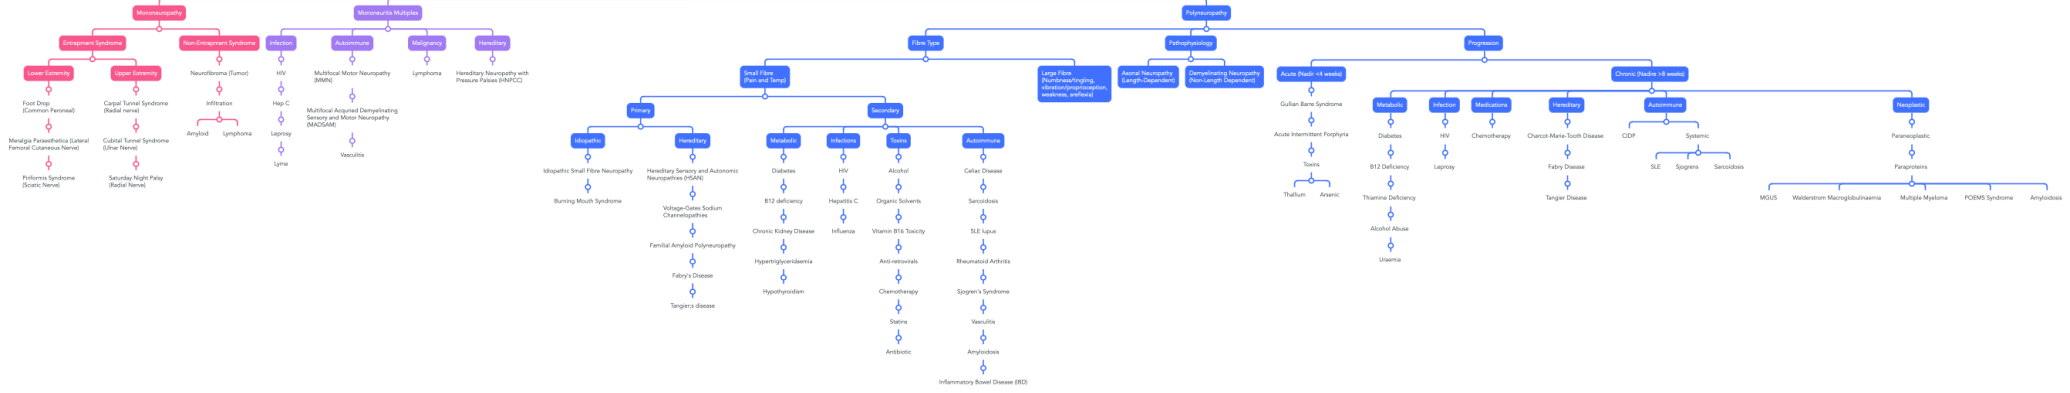 Mononeuropathy
Mononeuritis Multiplex
Polyneuropathy
Entrapment Syndrome
Non-Entrapment Syndrome
Infection
Autoimmune
Malignancy
Hereditary
Fibre Type
Pathophysiology
Progression
Lower Extremity
Upper Extremity
Neurofibroma (Tumor)
HIV
Multifocal Motor Neuropathy
(MMN)
Lymphoma
Hereditary Neuropathy with
Pressure Palsies (HNPCC)
Small Fibre
(Pain and Temp)
Large Fibre
(Numbness/tingling,
vibration/proprioception,
weakness, areflexia)
Axonal Neuropathy
(Length-Dependent)
Demyelinating Neuropathy
(Non-Length Dependent)
Acute (Nadir <4 weeks)
Chronic (Nadire >8 weeks)
Foot Drop
(Common Peroneal)
Carpal Tunnel Syndrome
(Radial nerve)
Infiltration
Hep C
Multifocal Acquried Demyelinating
Sensory and Motor Neuropathy
(MADSAM)
Primary
Secondary
Gullian Barre Syndrome
Metabolic
Infection
Medications
Hereditary
Autoimmune
Neoplastic
Meralgia Paraesthetica (Lateral
Femoral Cutaneous Nerve)
Cubital Tunnel Syndrome
(Ulnar Nerve)
Amyloid
Lymphoma
Leprosy
Vasculitis
Idiopathic
Hereditary
Metabolic
Infections
Toxins
Autoimmune
Acute Intermittent Porphyria
Diabetes
HIV
Chemotherapy
Charcot-Marie-Tooth Disease
CIDP
Systemic
Paraneoplastic
Piriformis Syndrome
(Sciatic Nerve)
Saturday Night Palsy
(Radial Nerve)
Lyme
Idiopathic Small Fibre Neuropathy
Hereditary Sensory and Autonomic
Neuropathies (HSAN)
Diabetes
HIV
Alcohol
Celiac Disease
Toxins
B12 Deficiency
Leprosy
Fabry Disease
SLE
Sjogrens
Sarcoidosis
Paraproteins
Burning Mouth Syndrome
Voltage-Gates Sodium
Channelopathies
B12 deficiency
Hepatitis C
Organic Solvents
Sarcoidosis
Thallium
Arsenic
Thiamine Deficiency
Tangier Disease
MGUS
Walderstrom Macroglobulinaemia
Multiple Myeloma
POEMS Syndrome
Amyloidosis
Familial Amyloid Polyneuropathy
Chronic Kidney Disease
Influenza
Vitamin B16 Toxicity
SLE lupus
Alcohol Abuse
Fabry's Disease
Hypertriglyceridaemia
Anti-retrovirals
Rheumatoid Arthritis
Uraemia
Tangier;s disease
Hypothyroidism
Chemotherapy
Sjogren's Syndrome
Statins
Vasculitis
Antibiotic
Amyloidosis
Inflammatory Bowel Disease (IBD)